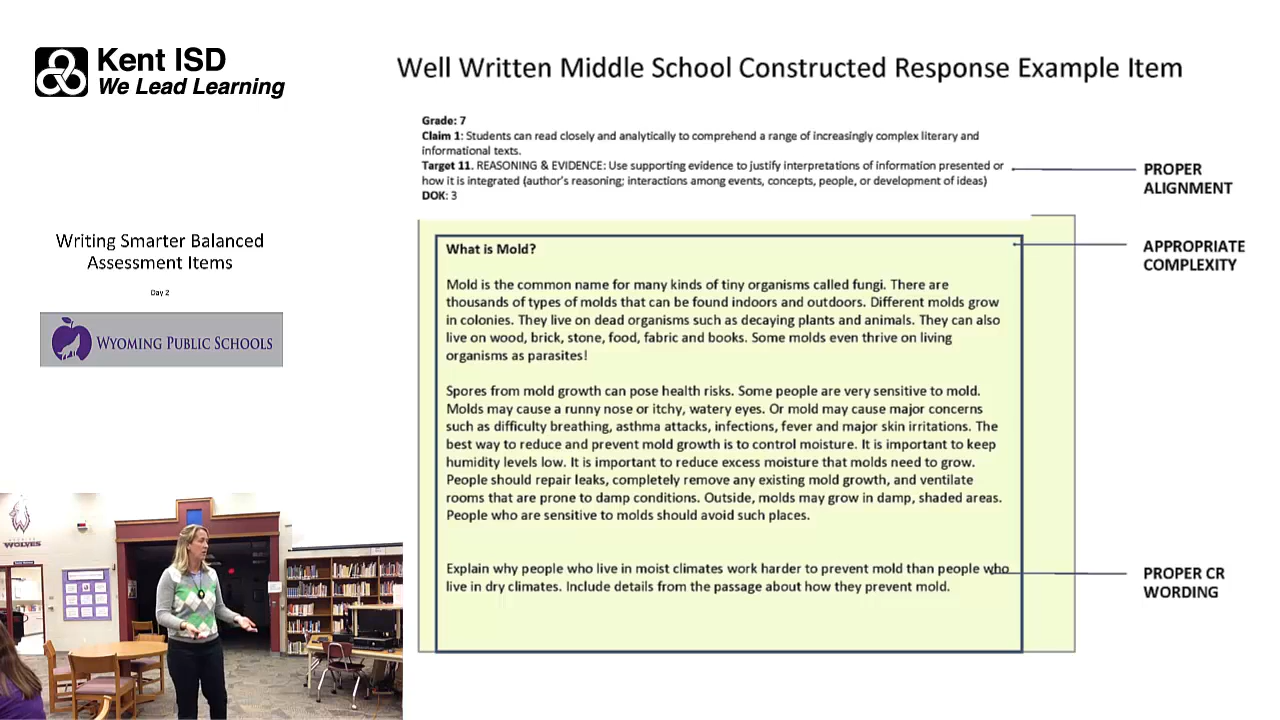 Kent ISD
We Lead Learning
Well Written Middle School Constructed Response Example Item
Grade: 7
Claim 1: Students can read closely and analytically to comprehend a range of increasingly complex literary and
informational texts.
Target 11. REASONING & EVIDENCE: Use supporting evidence to justify interpretations of information presented or
how it is integrated (author's reasoning; interactions among events, concepts, people, or development of ideas)
DOK: 3
PROPER
ALIGNMENT
Writing Smarter Balanced
Assessment Items
Day 2
WYOMING PUBLIC SCHOOLS
APPROPRIATE
COMPLEXITY
What is Mold?
Mold is the common name for many kinds of tiny organisms called fungi. There are
thousands of types of molds that can be found indoors and outdoors. Different molds grow
in colonies. They live on dead organisms such as decaying plants and animals. They can also
live on wood, brick, stone, food, fabric and books. Some molds even thrive on living
organisms as parasites!
Spores from mold growth can pose health risks. Some people are very sensitive to mold.
Molds may cause a runny nose or itchy, watery eyes. Or mold may cause major concerns
such as difficulty breathing, asthma attacks, infections, fever and major skin irritations. The
best way to reduce and prevent mold growth is to control moisture. It is important to keep
humidity levels low. It is important to reduce excess moisture that molds need to grow.
People should repair leaks, completely remove any existing mold growth, and ventilate
rooms that are prone to damp conditions. Outside, molds may grow in damp, shaded areas.
People who are sensitive to molds should avoid such places.
Explain why people who live in moist climates work harder to prevent mold than people who
live in dry climates. Include details from the passage about how they prevent mold.
PROPER CR
WORDING
WOLVES